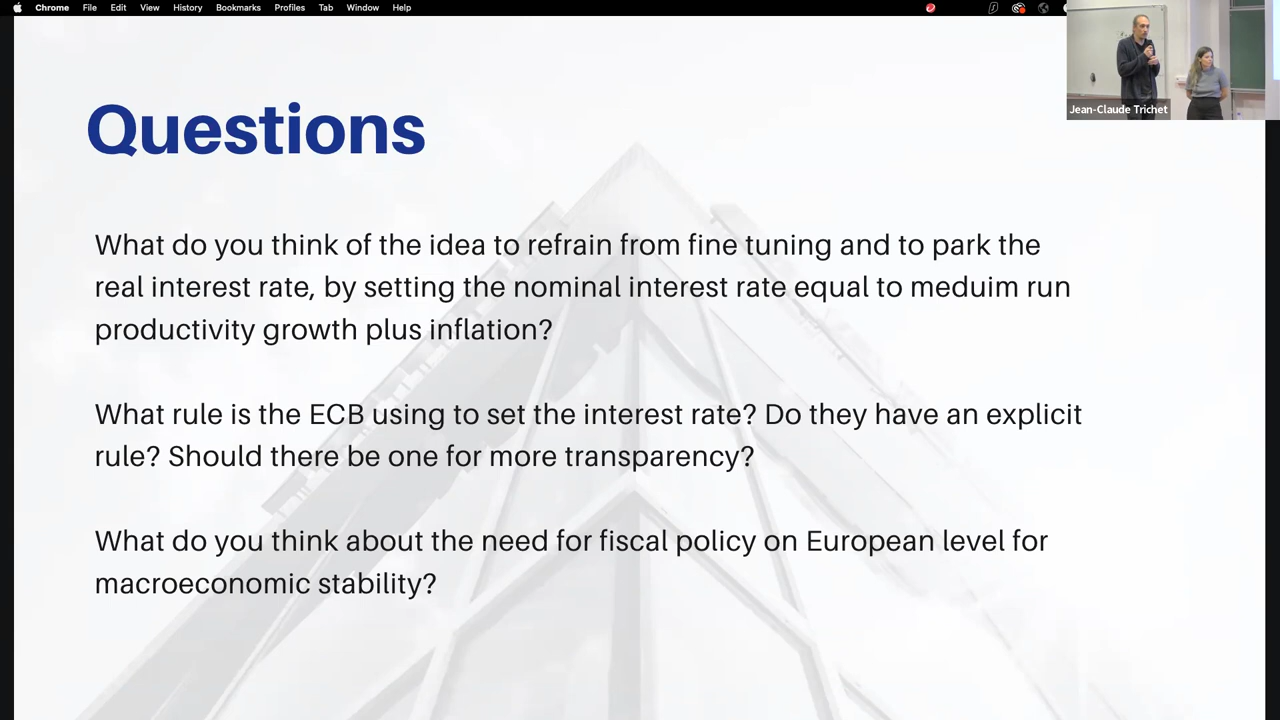 Chrome File Edit View History Bookmarks Profiles Tab Window Help
Jean-Claude Trichet
Questions
What do you think of the idea to refrain from fine tuning and to park the
real interest rate, by setting the nominal interest rate equal to meduim run
productivity growth plus inflation?
What rule is the ECB using to set the interest rate? Do they have an explicit
rule? Should there be one for more transparency?
What do you think about the need for fiscal policy on European level for
macroeconomic stability?